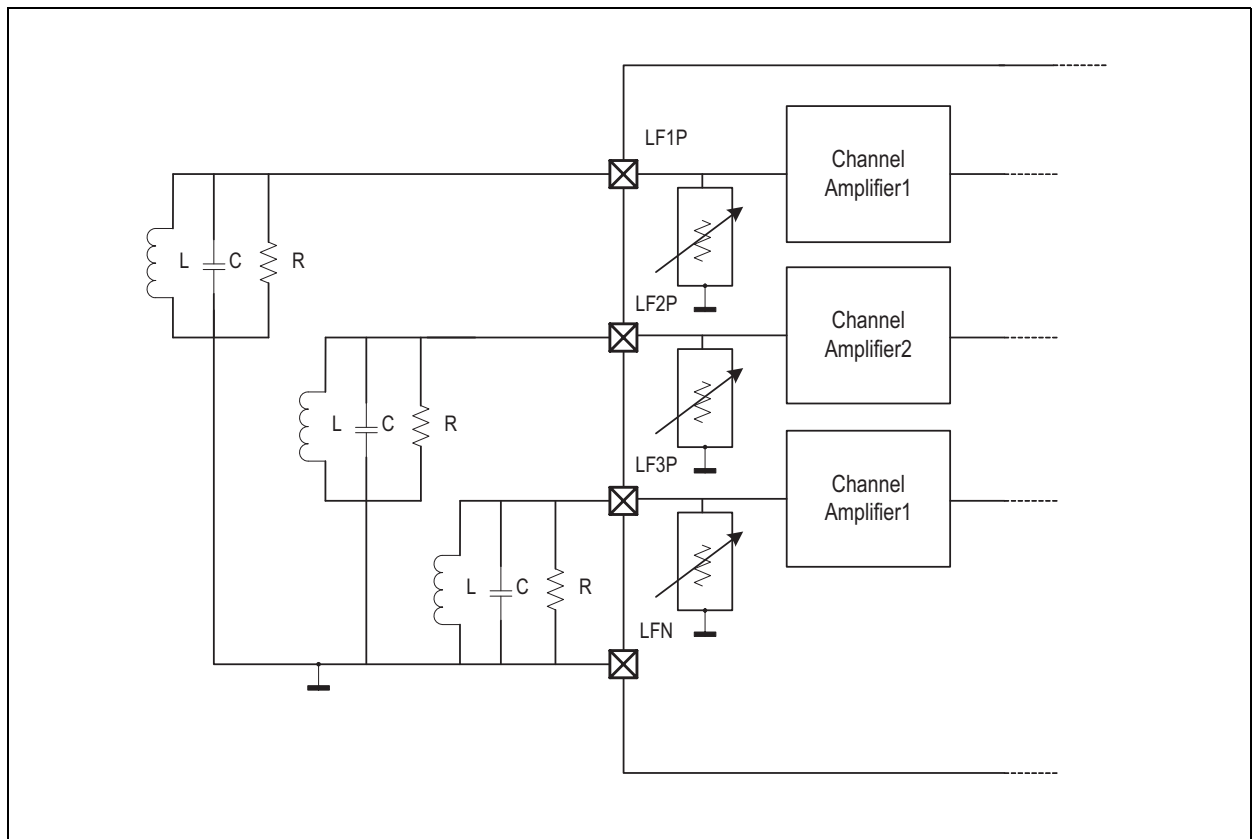 LF1P
Channel
Amplifier1
L
C
R
LF2P
Channel
Amplifier2
L
C
R
LF3P
Channel
Amplifier1
L
C
R
LFN